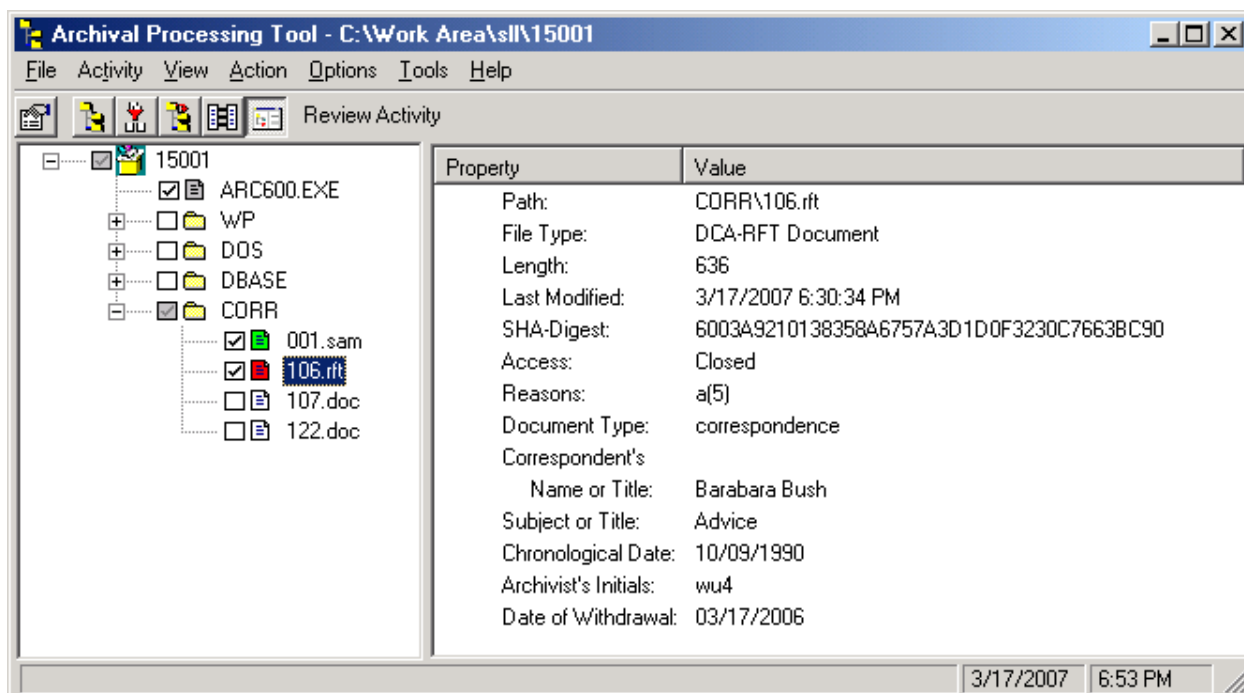 Archival Processing Tool - C:\Work Area\sll\15001
File Activity View Action Options Tools Help
Review Activity
15001
ARC600.EXE
WP
DOS
DBASE
CORR
001.sam
106.rft
107.doc
122.doc
Property Value
Path: CORR\106.rft
File Type: DCA-RFT Document
Length: 636
Last Modified: 3/17/2007 6:30:34 PM
SHA-Digest: 6003A9210138358A6757A3D1D0F3230C7663BC90
Access: Closed
Reasons: a(5)
Document Type: correspondence
Correspondent's
Name or Title: Barabara Bush
Subject or Title: Advice
Chronological Date: 10/09/1990
Archivist's Initials: wu4
Date of Withdrawal: 03/17/2006
3/17/2007 6:53 PM